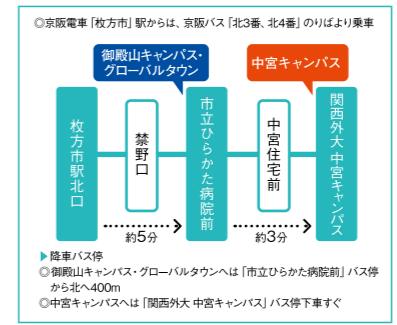 ◎京阪電車「枚方市」駅からは、京阪バス「北3番、北4番」のりばより乗車
御殿山キャンパス・
グローバルタウン
中宮キャンパス
枚方市駅北口
禁野口
市立ひらかた病院前
中宮住宅前
関西外大 中宮キャンパス
約5分
約3分
▶降車バス停
◎御殿山キャンパス・グローバルタウンへは「市立ひらかた病院前」バス停
から北へ400m
◎中宮キャンパスへは「関西外大 中宮キャンパス」バス停下車すぐ